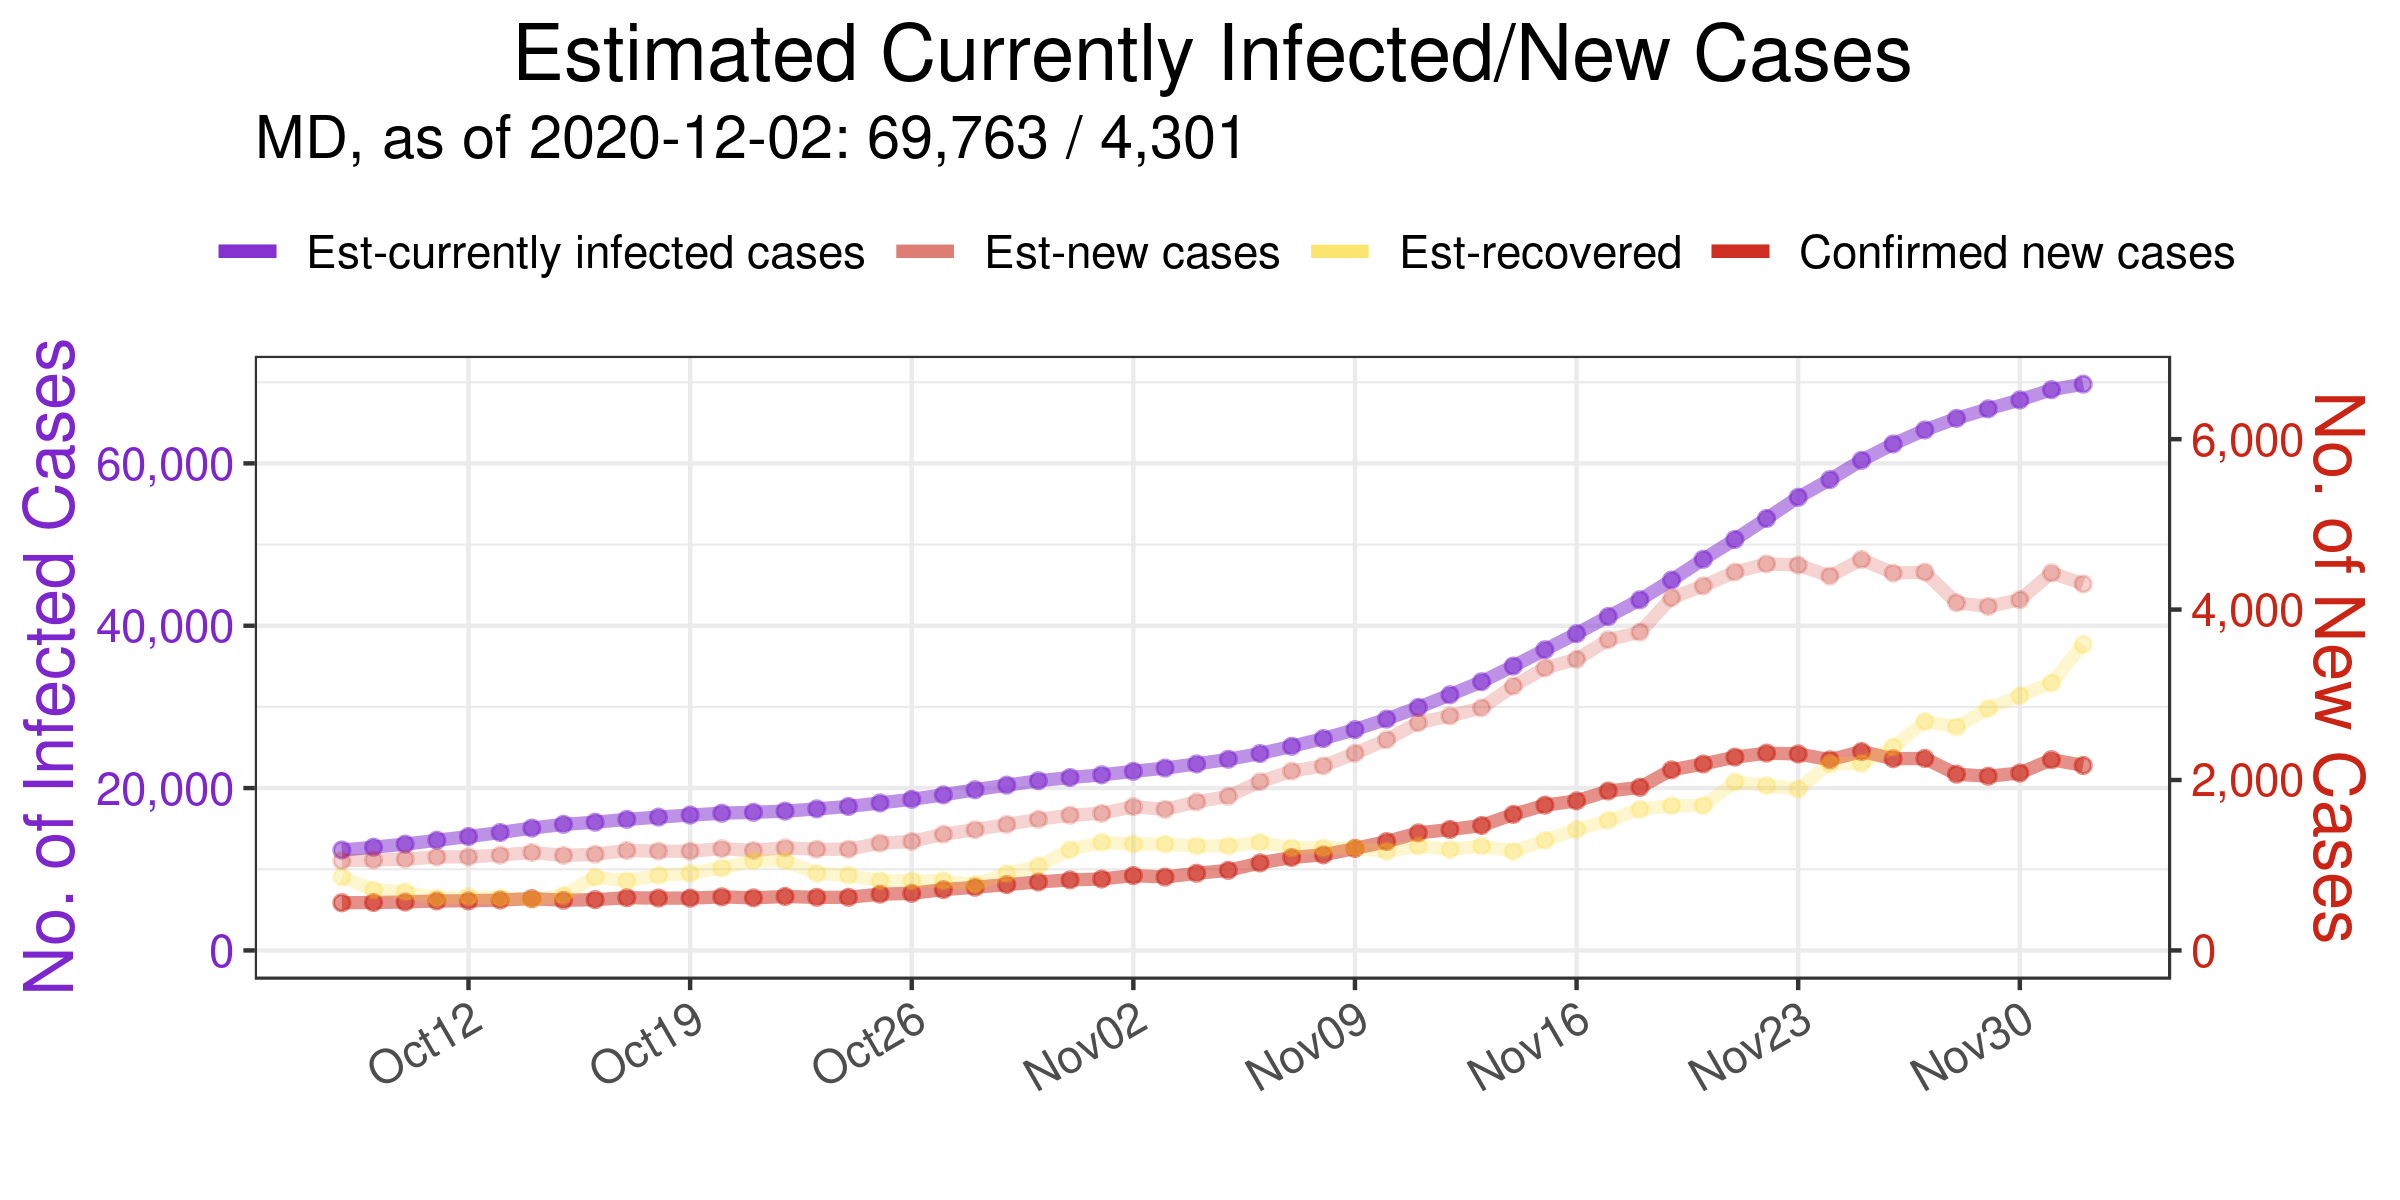 Estimated Currently Infected/New Cases
MD, as of 2020-12-02: 69,763 / 4,301
Est-currently infected cases
Est-new cases
Est-recovered
Confirmed new cases
No. of Infected Cases
60,000
40,000
20,000
0
6,000
4,000
2,000
0
No. of New Cases
Oct12
Oct19
Oct26
Nov02
Nov09
Nov16
Nov23
Nov30